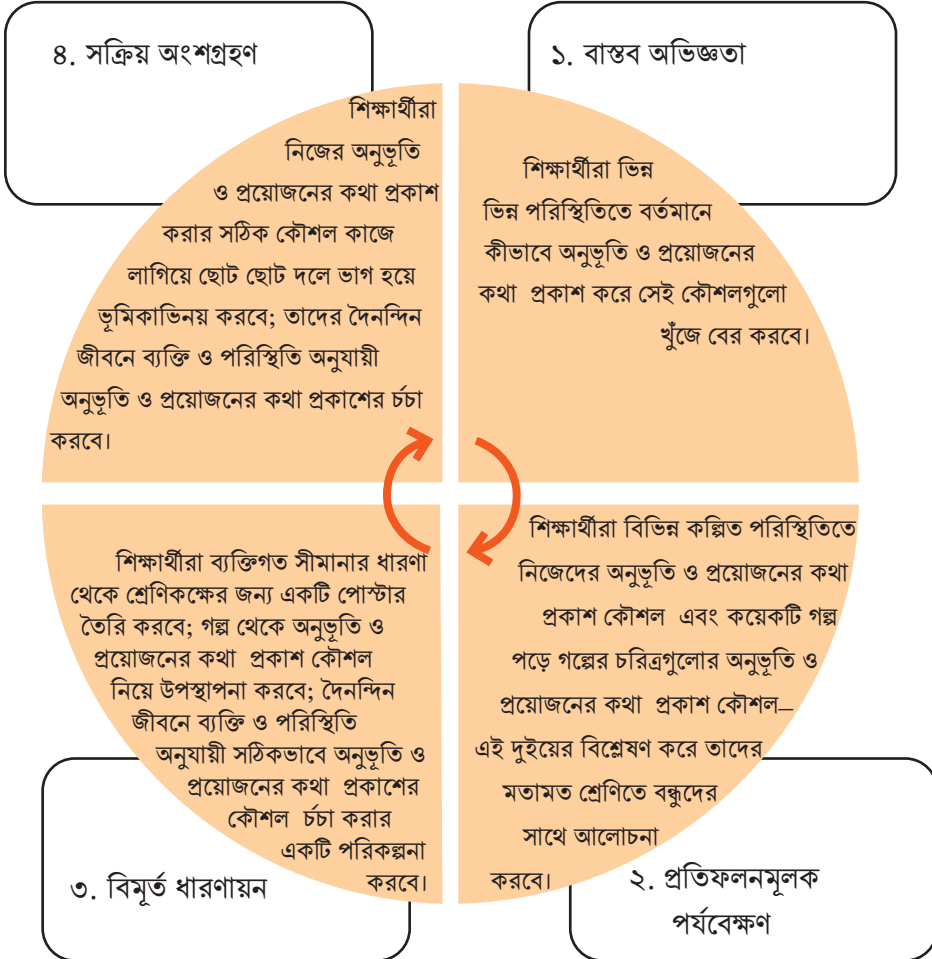 ৪. সক্রিয় অংশগ্রহণ
শিক্ষার্থীরা
নিজের অনুভূতি
ও প্রয়োজনের কথা প্রকাশ
করার সঠিক কৌশল কাজে
লাগিয়ে ছোট ছোট দলে ভাগ হয়ে
ভূমিকাভিনয় করবে; তাদের দৈনন্দিন
জীবনে ব্যক্তি ও পরিস্থিতি অনুযায়ী
অনুভূতি ও প্রয়োজনের কথা প্রকাশের র্চচা
করবে।
১. বাস্তব অভিজ্ঞতা
শিক্ষার্থীরা ভিন্ন
ভিন্ন পরিস্থিতিতে বর্তমানে
কীভাবে অনুভূতি ও প্রয়োজনের
কথা প্রকাশ করে সেই কৌশলগুলো
খুঁজে বের করবে।
শিক্ষার্থীরা বিভিন্ন কল্পিত পরিস্থিতিতে
নিজেদের অনুভূতি ও প্রয়োজনের কথা
প্রকাশ কৌশল এবং কয়েকটি গল্প
পড়ে গল্পের চরিত্রগুলোর অনুভূতি ও
প্রয়োজনের কথা প্রকাশ কৌশল–
এই দুইয়ের বিশ্লেষণ করে তাদের
মতামত শ্রেণিতে বন্ধুদের
সাথে আলোচনা
করবে।
২. প্রতিফলনমূলক
পর্যবেক্ষণ
শিক্ষার্থীরা ব্যক্তিগত সীমানার ধারণা
থেকে শ্রেণিকক্ষের জন্য একটি পোস্টার
তৈরি করবে; গল্প থেকে অনুভূতি ও
প্রয়োজনের কথা প্রকাশ কৌশল
নিয়ে উপস্থাপনা করবে; দৈনন্দিন
জীবনে ব্যক্তি ও পরিস্থিতি
অনুযায়ী সঠিকভাবে অনুভূতি ও
প্রয়োজনের কথা প্রকাশের
কৌশল র্চচা করার
একটি পরিকল্পনা
করবে।
৩. বিমূর্ত ধারণায়ন